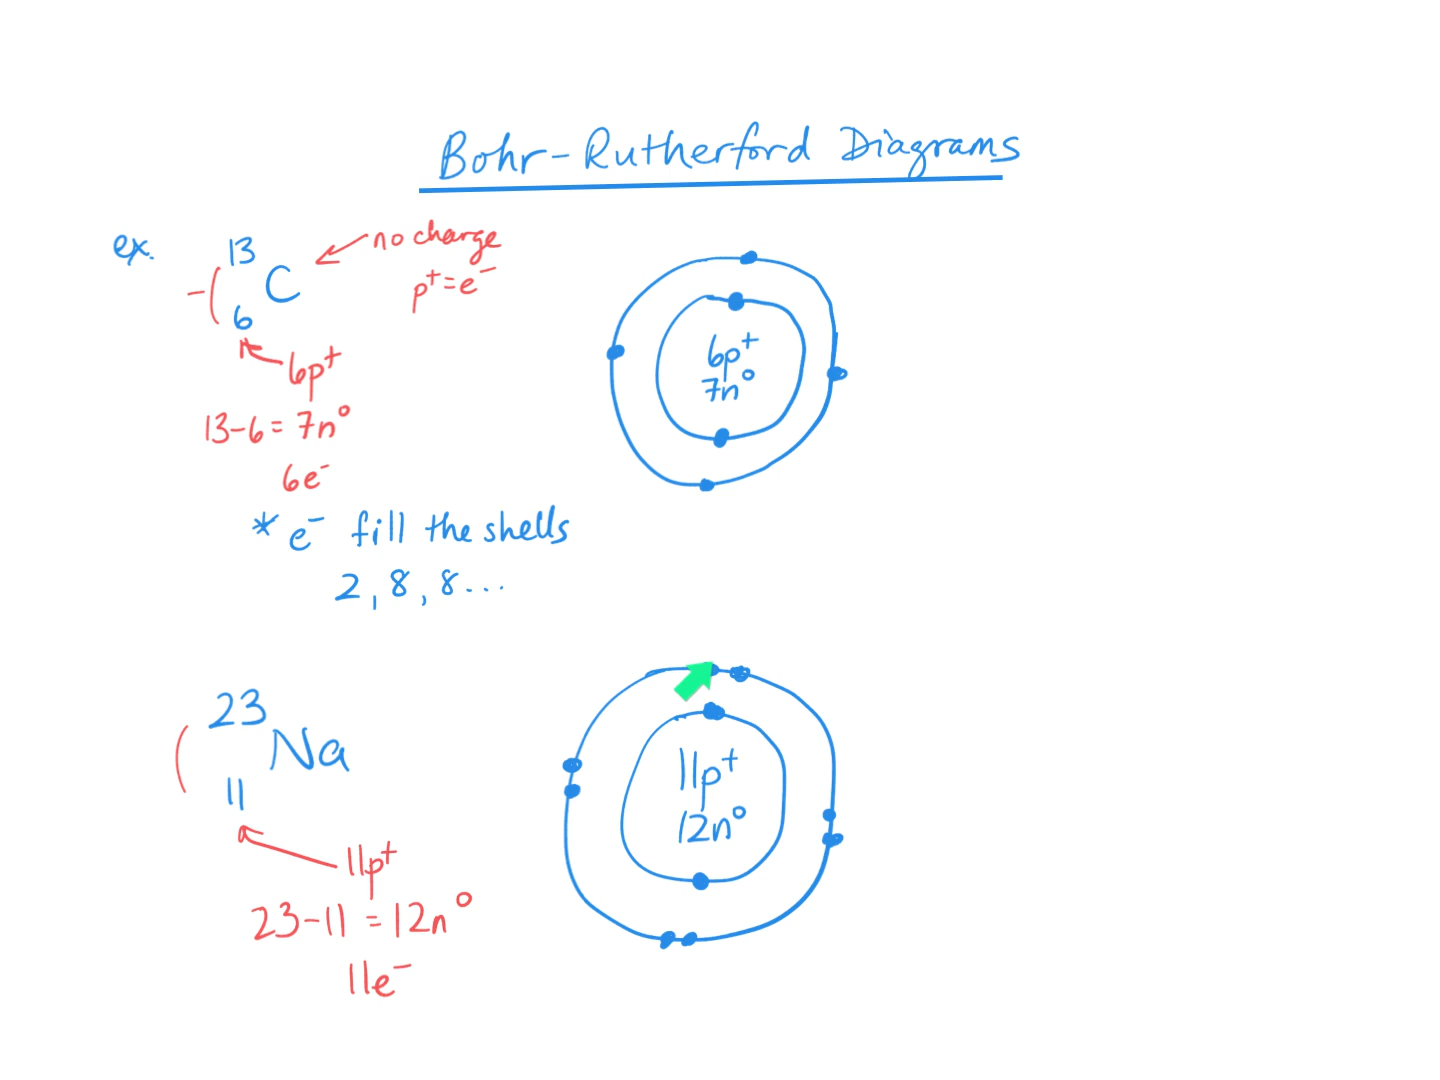 Bohr-Rutherford Diagrams
ex. 13 6 C
no charge
p+ = e-
-(
6p+
13-6 = 7n°
6e-
6p+
7n°
* e- fill the shells
2, 8, 8...
23 11 Na
(
11p+
23-11 = 12n°
11e-
11p+
12n°